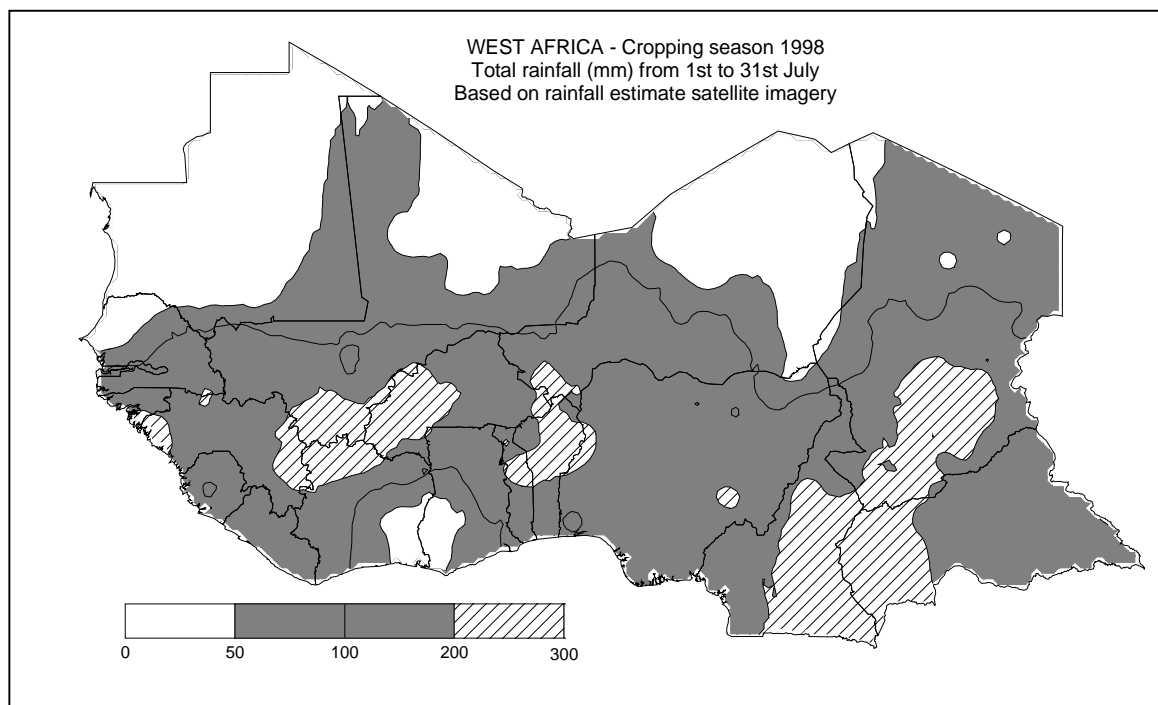 WEST AFRICA - Cropping season 1998
Total rainfall (mm) from 1st to 31st July
Based on rainfall estimate satellite imagery
0 50 100 200 300